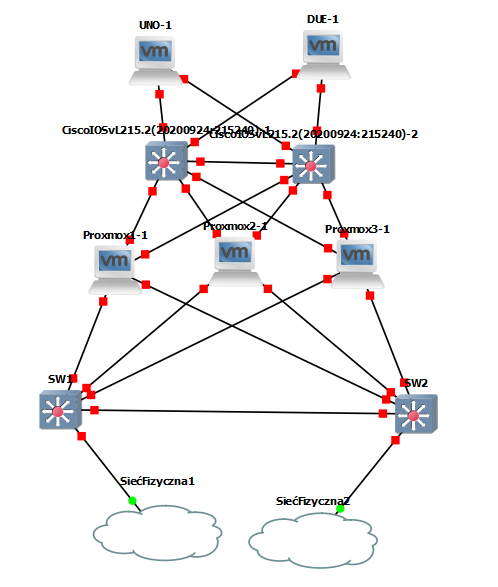 DUE-1
UNO-1
vm
vm
CiscoIOSvL215.2(20200924:215240)-1
CiscoIOSvL215.2(20200924:215240)-2
Proxmox1-1
Proxmox2-1
Proxmox3-1
vm
vm
vm
SW1
SW2
SiećFizyczna1
SiećFizyczna2